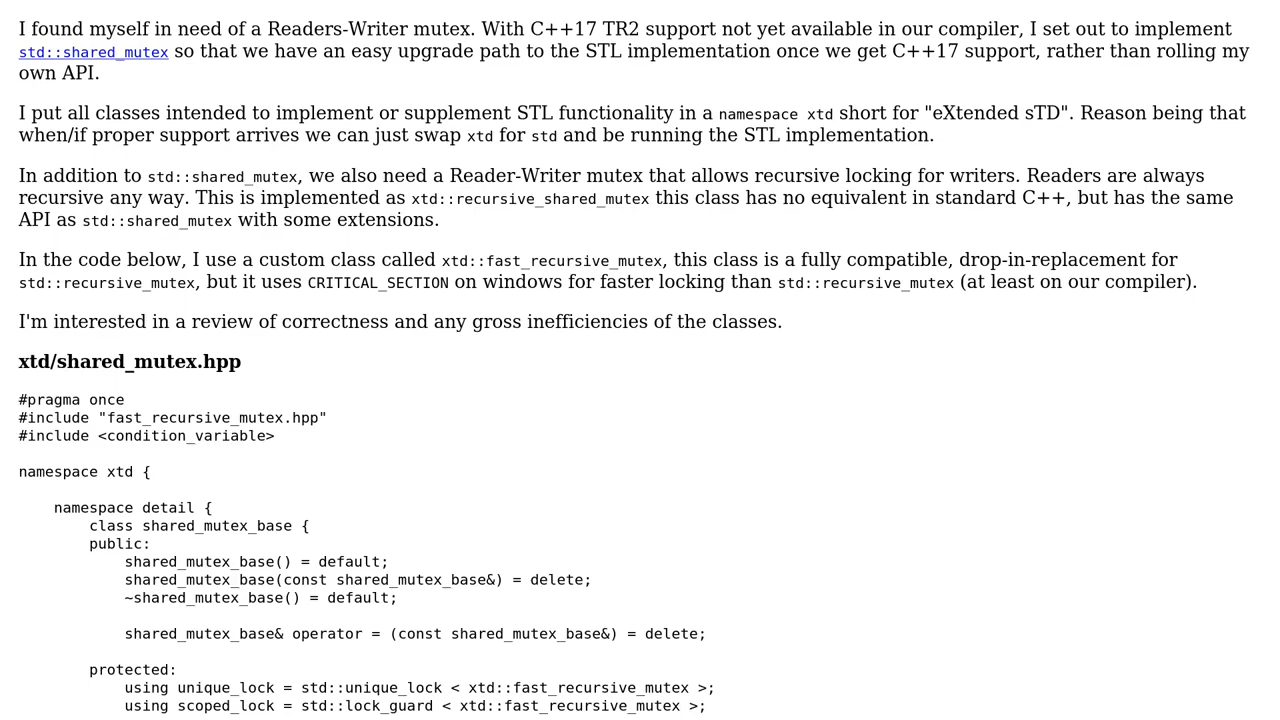 I found myself in need of a Readers-Writer mutex. With C++17 TR2 support not yet available in our compiler, I set out to implement
std::shared_mutex so that we have an easy upgrade path to the STL implementation once we get C++17 support, rather than rolling my
own API.
I put all classes intended to implement or supplement STL functionality in a namespace xtd short for "eXtended sTD". Reason being that
when/if proper support arrives we can just swap xtd for std and be running the STL implementation.
In addition to std::shared_mutex, we also need a Reader-Writer mutex that allows recursive locking for writers. Readers are always
recursive any way. This is implemented as xtd::recursive_shared_mutex this class has no equivalent in standard C++, but has the same
API as std::shared_mutex with some extensions.
In the code below, I use a custom class called xtd::fast_recursive_mutex, this class is a fully compatible, drop-in-replacement for
std::recursive_mutex, but it uses CRITICAL_SECTION on windows for faster locking than std::recursive_mutex (at least on our compiler).
I'm interested in a review of correctness and any gross inefficiencies of the classes.
xtd/shared_mutex.hpp
#pragma once
#include "fast_recursive_mutex.hpp"
#include <condition_variable>
namespace xtd {
namespace detail {
class shared_mutex_base {
public:
shared_mutex_base() = default;
shared_mutex_base(const shared_mutex_base&) = delete;
~shared_mutex_base() = default;
shared_mutex_base& operator = (const shared_mutex_base&) = delete;
protected:
using unique_lock = std::unique_lock < xtd::fast_recursive_mutex >;
using scoped_lock = std::lock_guard < xtd::fast_recursive_mutex >;